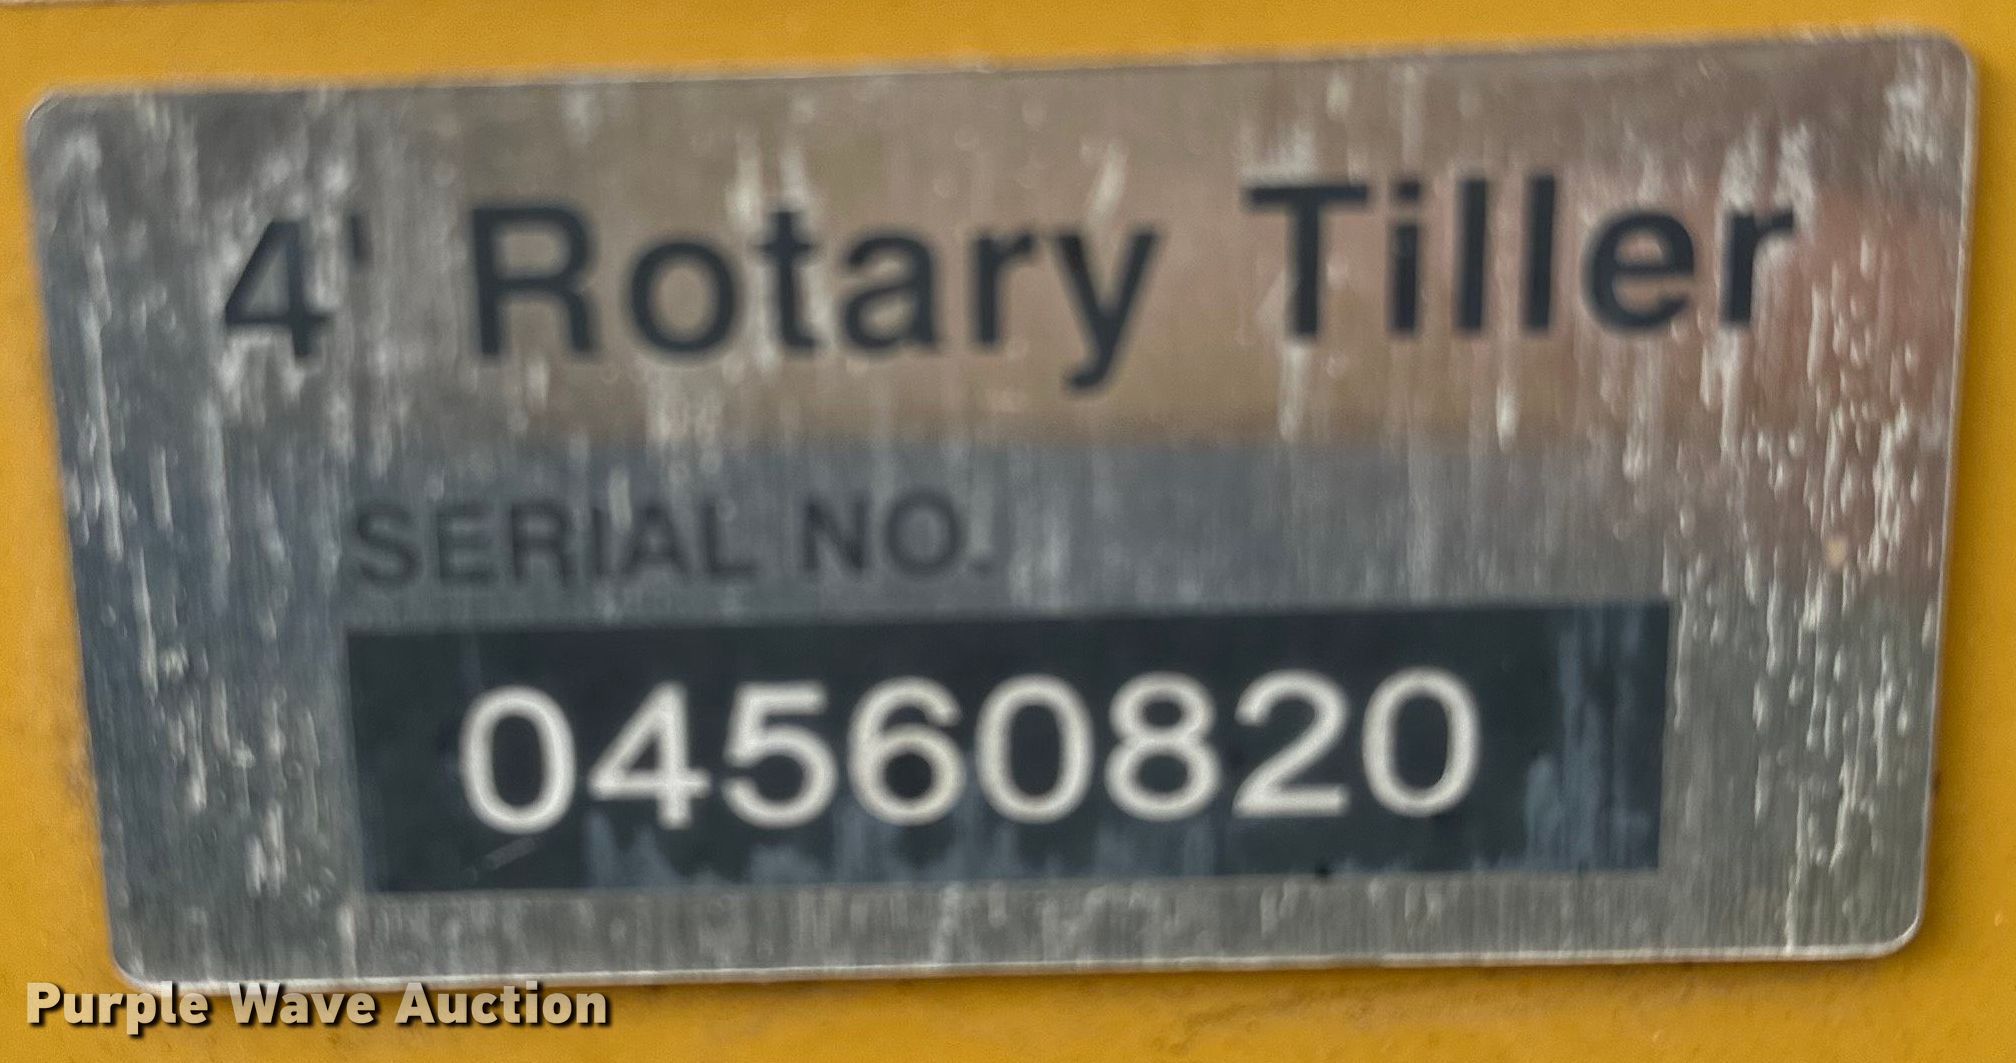 4' Rotary Tiller
SERIAL NO.
04560820
Purple Wave Auction